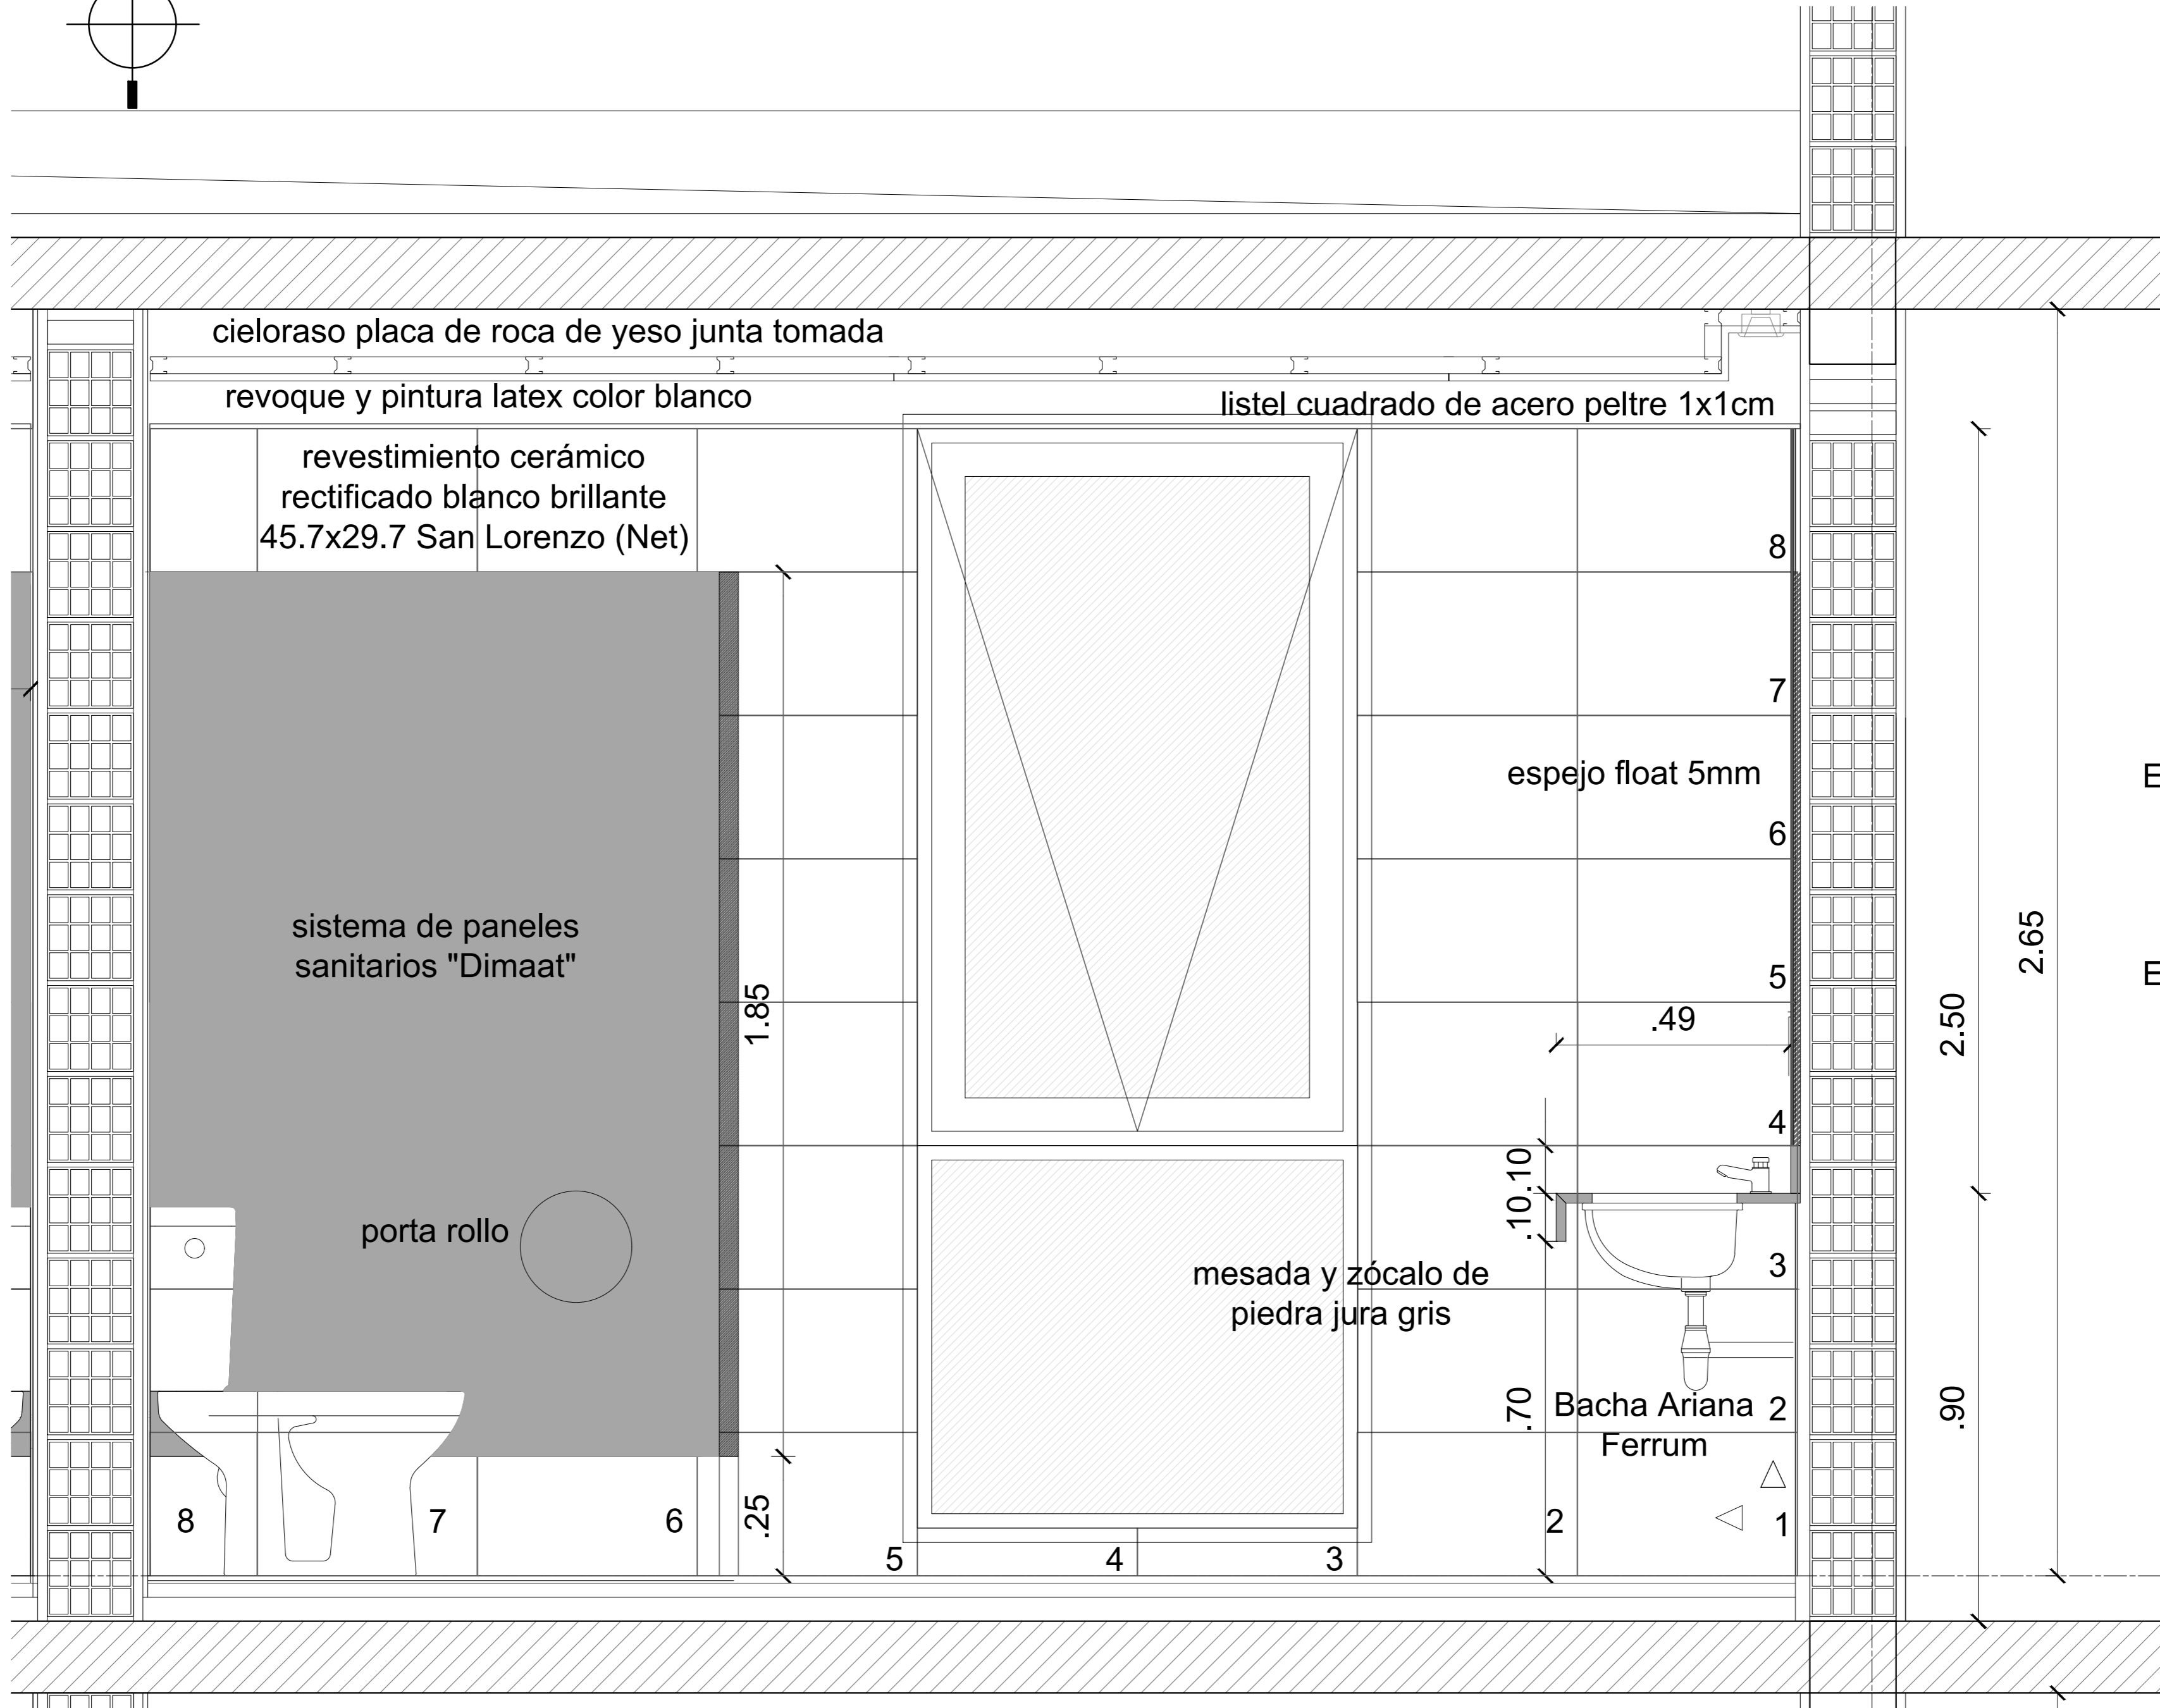 cieloraso placa de roca de yeso junta tomada
revoque y pintura latex color blanco
listel cuadrado de acero peltre 1x1cm
revestimiento cerámico
rectificado blanco brillante
45.7x29.7 San Lorenzo (Net)
8
7
espejo float 5mm
E
6
sistema de paneles
sanitarios "Dimaat"
2.65
E
5
1.85
.49
2.50
4
.10
.10
porta rollo
mesada y zócalo de
piedra jura gris
3
.70
Bacha Ariana
Ferrum
2
.90
8
7
6
.25
5
4
3
2
1